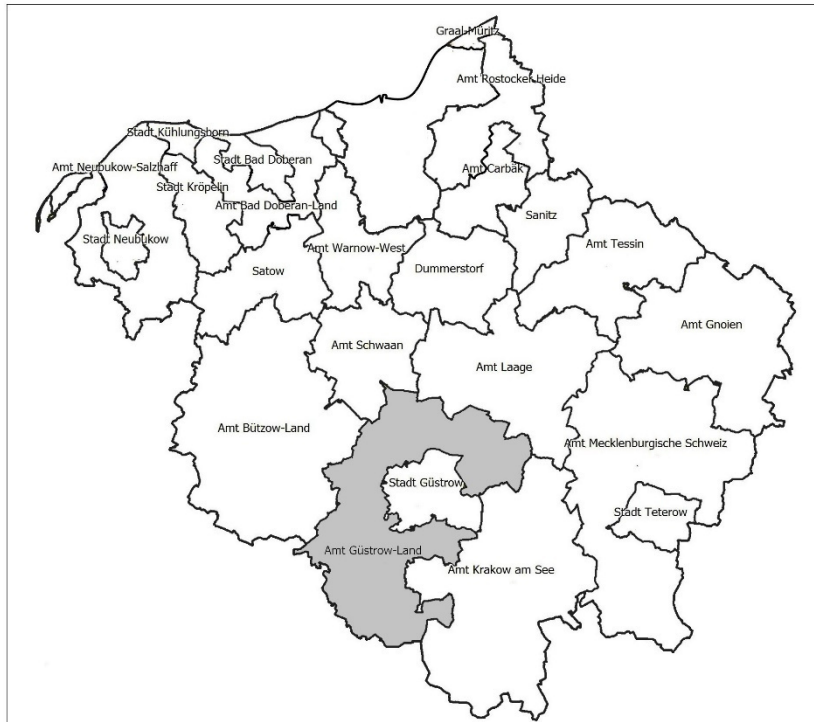 Graal-Müritz
Amt Rostocker Heide
Stadt Kühlungsborn
Stadt Bad Doberan
Amt Neubukow-Salzhaff
Amt Carbäk
Stadt Kröpelin
Amt Bad Doberan-Land
Sanitz
Stadt Neubukow
Amt Warnow-West
Amt Tessin
Satow
Dummerstorf
Amt Gnoien
Amt Schwaan
Amt Laage
Amt Bützow-Land
Amt Mecklenburgische Schweiz
Stadt Güstrow
Stadt Teterow
Amt Güstrow-Land
Amt Krakow am See